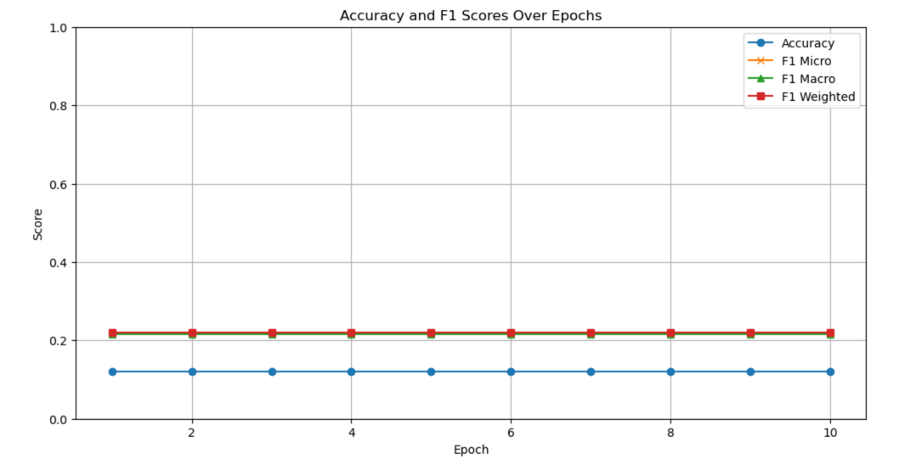 Accuracy and F1 Scores Over Epochs
1.0
0.8
0.6
0.4
0.2
0.0
Score
Accuracy
F1 Micro
F1 Macro
F1 Weighted
2 4 6 8 10
Epoch